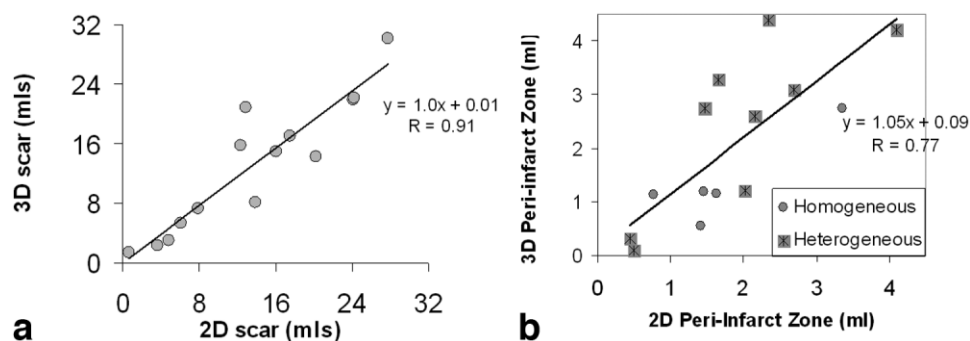 32
24
16
8
0
3D scar (mls)
y = 1.0x + 0.01
R = 0.91
0 8 16 24 32
2D scar (mls)
a
4
3
2
1
0
3D Peri-infarct Zone (ml)
y = 1.05x + 0.09
R = 0.77
Homogeneous
Heterogeneous
0 1 2 3 4
2D Peri-Infarct Zone (ml)
b